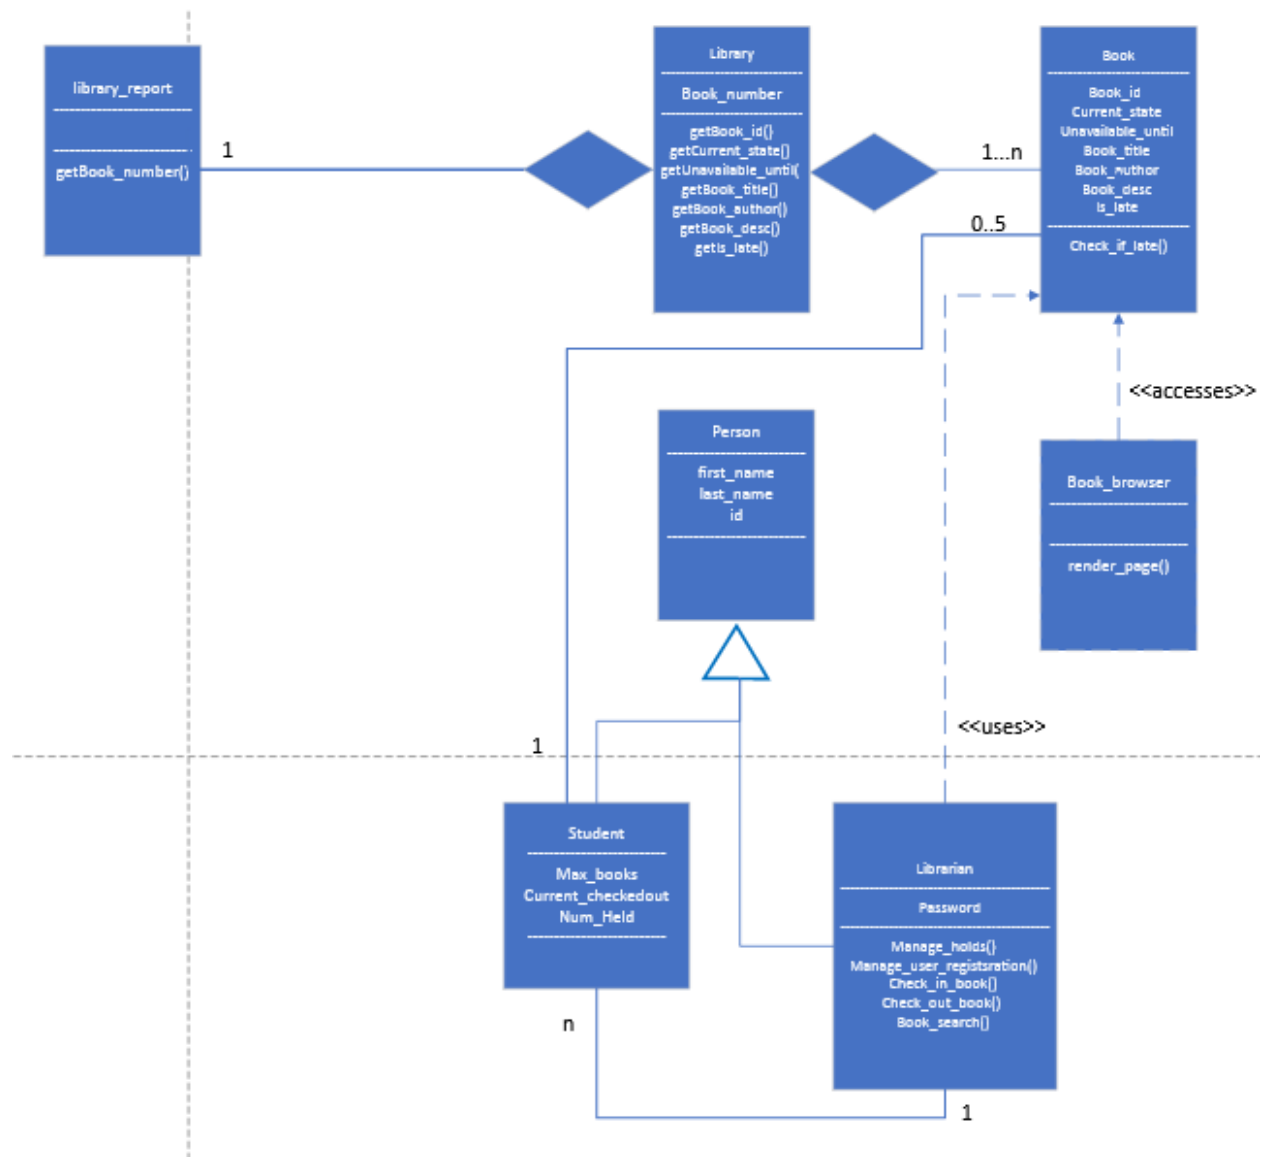 library_report
getBook_number()
1
Library
Book_number
getBook_id()
getCurrent_state()
getUnavailable_until(
getBook_title()
getBook_author()
getBook_desc()
getIs_late()
1...n
0..5
Book
Book_id
Current_state
Unavailable_until
Book_title
Book_Author
Book_desc
Is_late
Check_if_late()
<<accesses>>
Person
first_name
last_name
id
Book_browser
render_page()
<<uses>>
1
Student
Max_books
Current_checkedout
Num_Held
Librarian
Password
Manage_holds()
Manage_user_registsration()
Check_in_book()
Check_out_book()
Book_search()
n
1